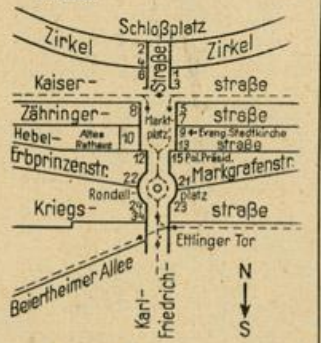 Schloßplatz
Zirkel
2
Straße
Zirkel
6
8
1
3
Kaiser-
straße
Zähringer-
8
Markt-
platz
5
7
straße
Hebel-
Altes
Rathaus
10
9 Evang. Stadtkirche
13 straße
Erbprinzenstr.
12
15 Pol. Präsid.
Markgrafenstr.
22
21
Rondell-
platz
Kriegs-
24
23
straße
Ettlinger Tor
Beiertheimer Allee
Karl-
Friedrich-
N
S